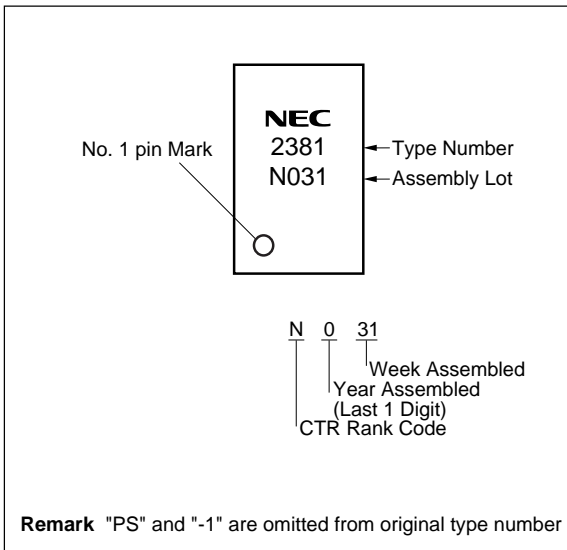 NEC
2381
N031
No. 1 pin Mark
Type Number
Assembly Lot
N 0 31
Week Assembled
Year Assembled
(Last 1 Digit)
CTR Rank Code
Remark "PS" and "-1" are omitted from original type number